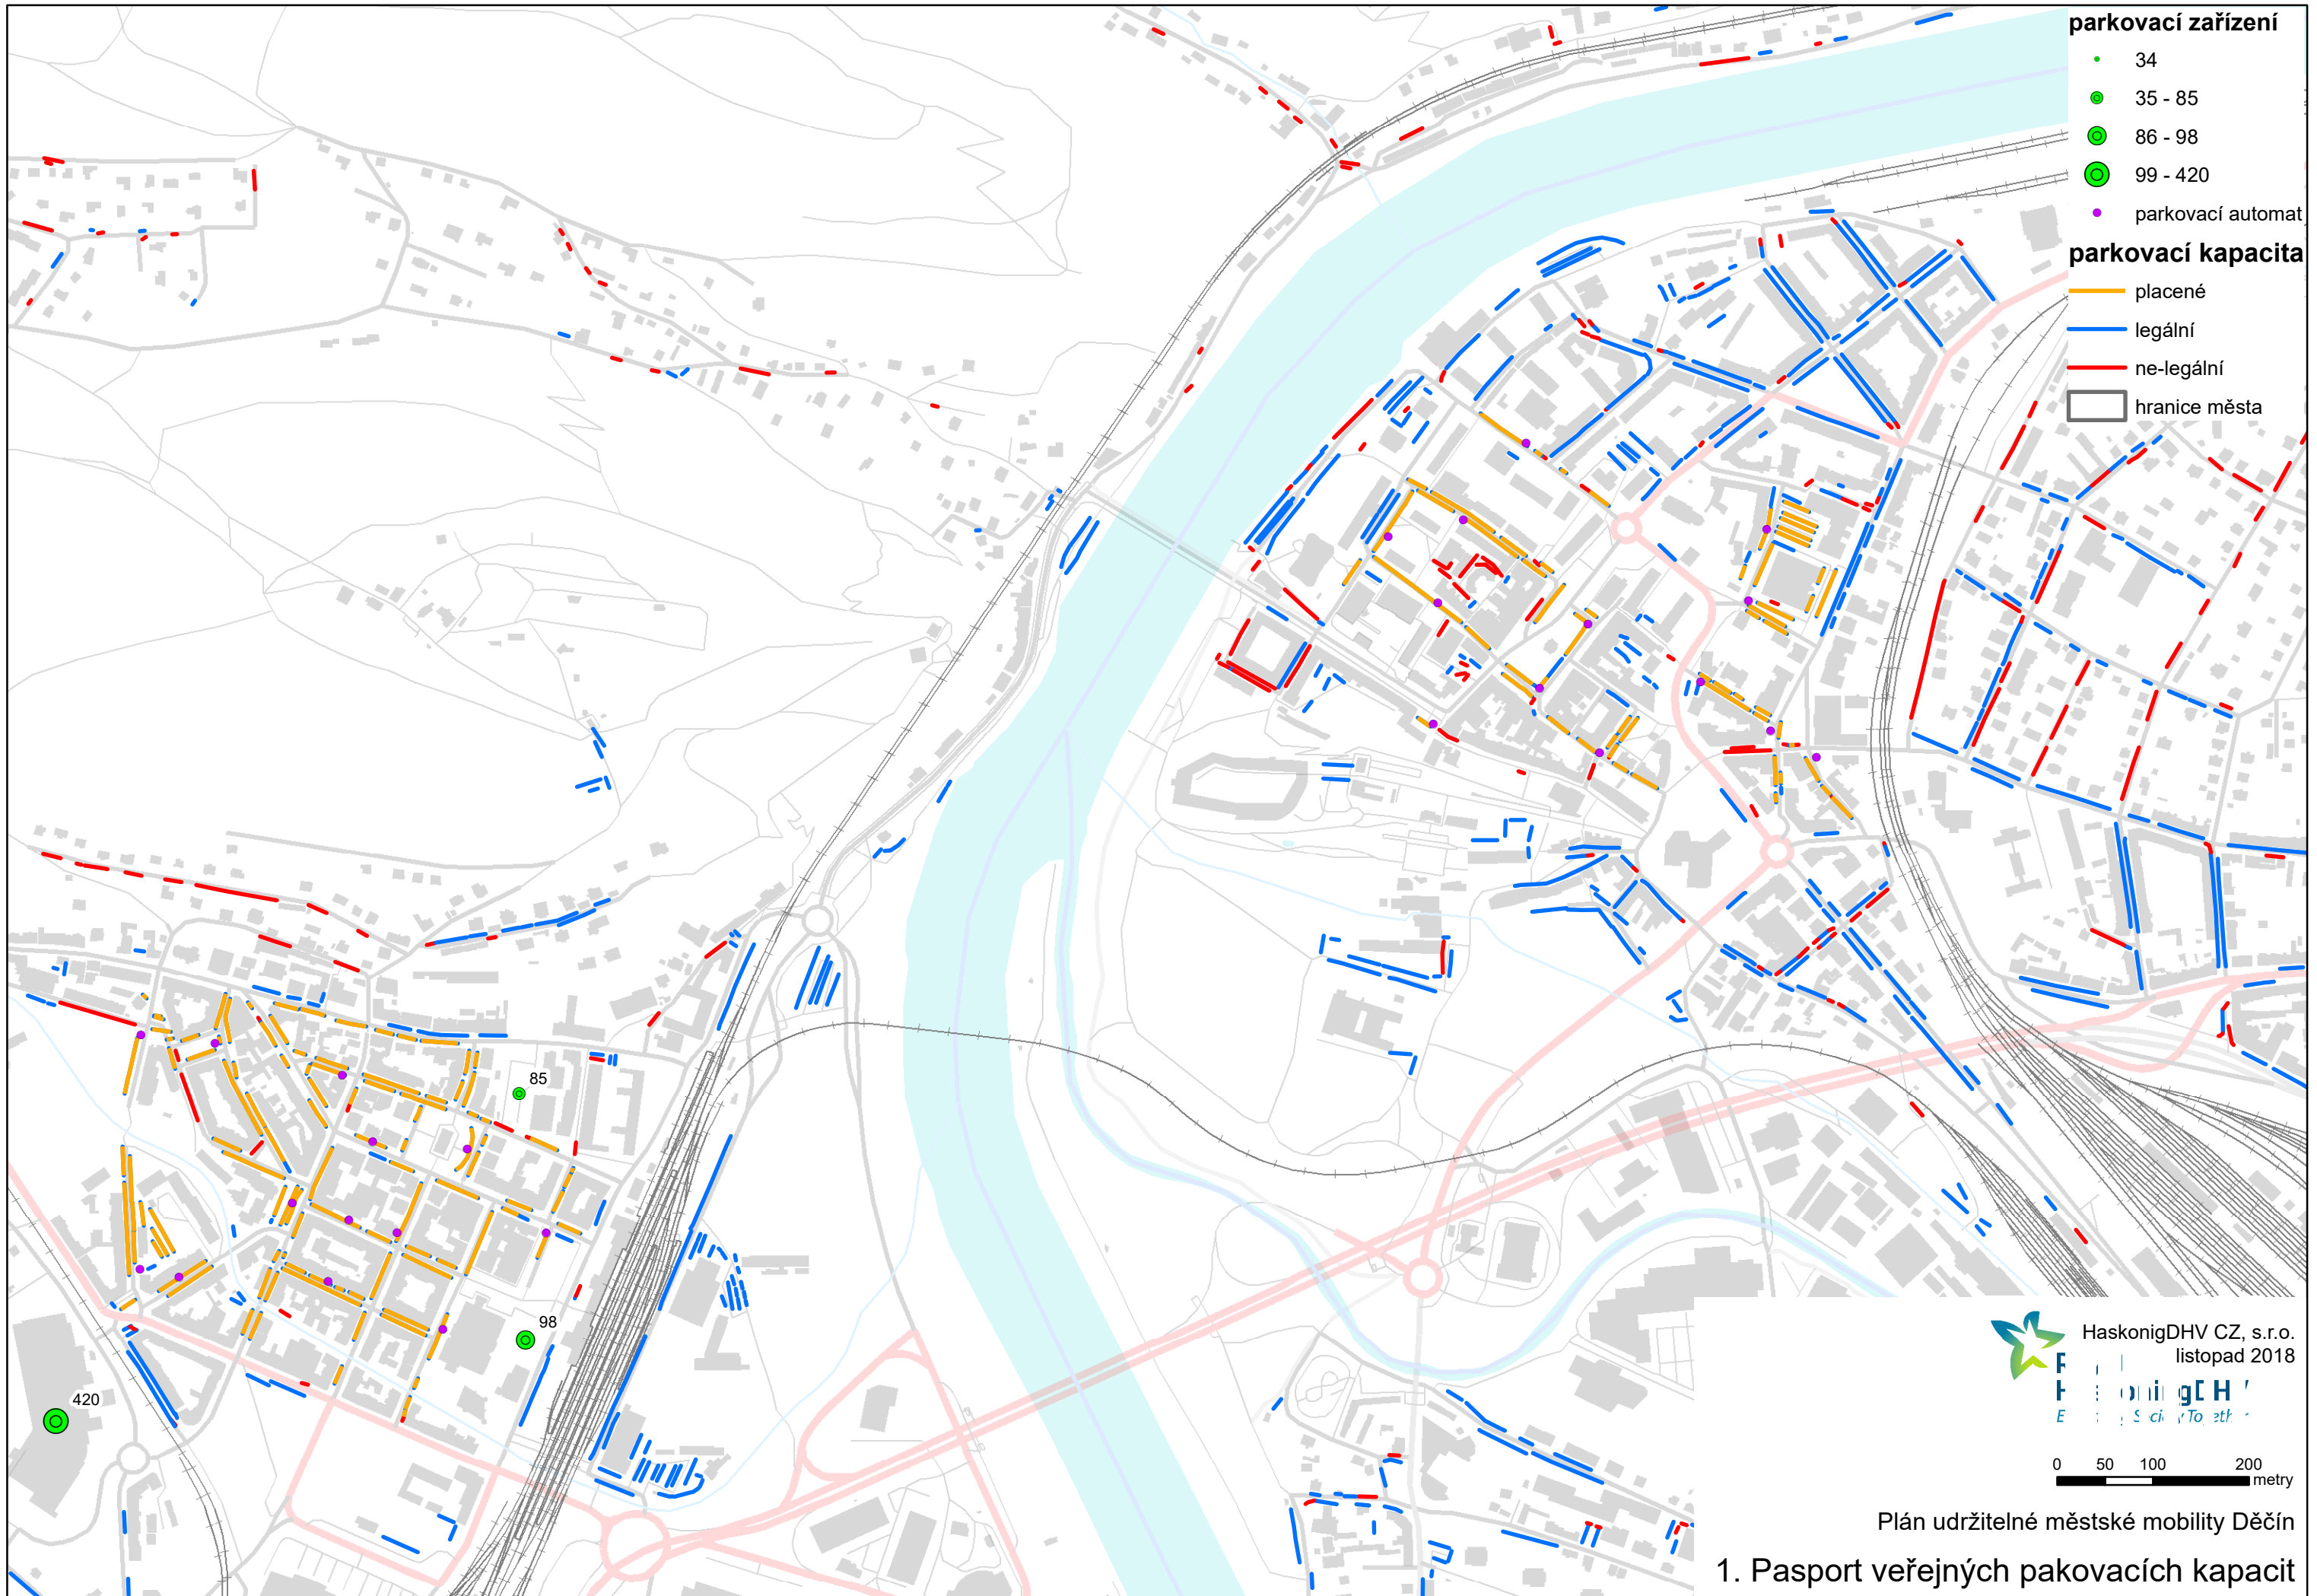 parkovací zařízení
34
35 - 85
86 - 98
99 - 420
parkovací automat
parkovací kapacita
placené
legální
ne-legální
hranice města
85
98
420
HaskonigDHV CZ, s.r.o.
listopad 2018
0 50 100 200
metry
Plán udržitelné městské mobility Děčín
1. Pasport veřejných pakovacích kapacit